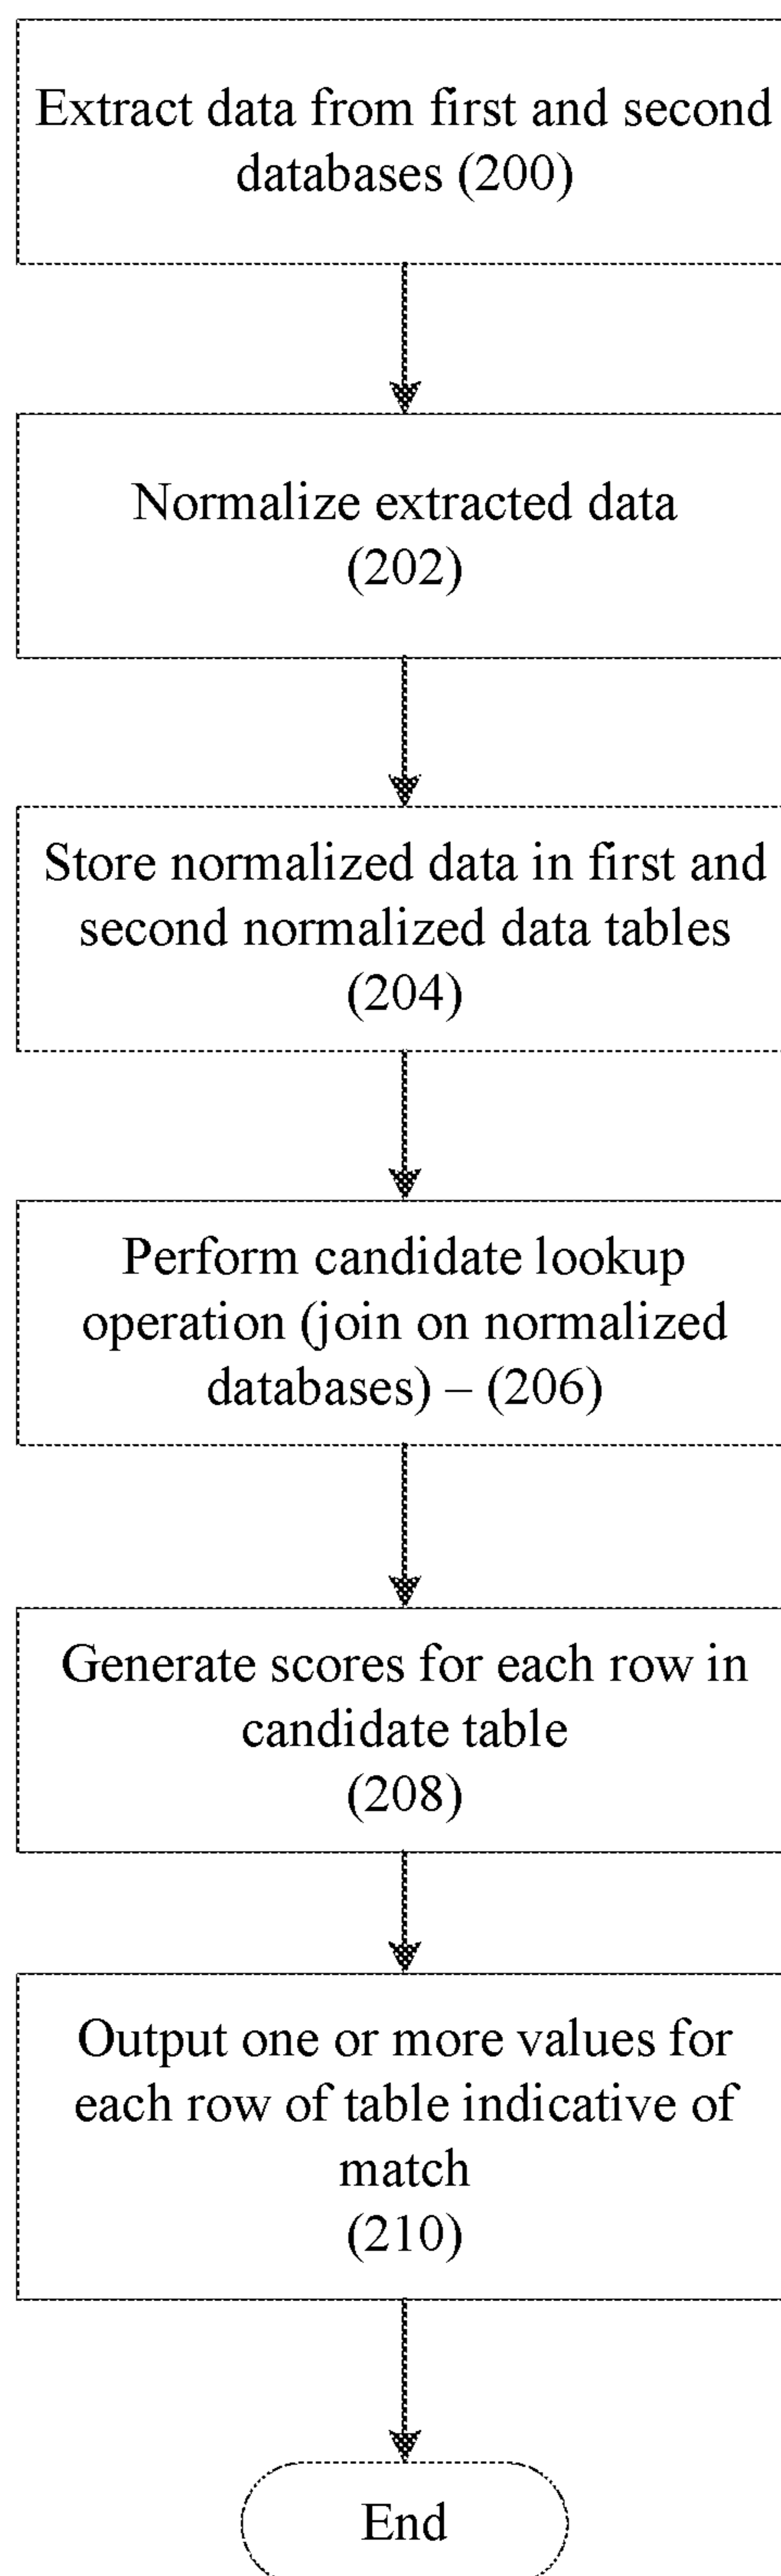 Extract data from first and second
databases (200)
Normalize extracted data
(202)
Store normalized data in first and
second normalized data tables
(204)
Perform candidate lookup
operation (join on normalized
databases) – (206)
Generate scores for each row in
candidate table
(208)
Output one or more values for
each row of table indicative of
match
(210)
End